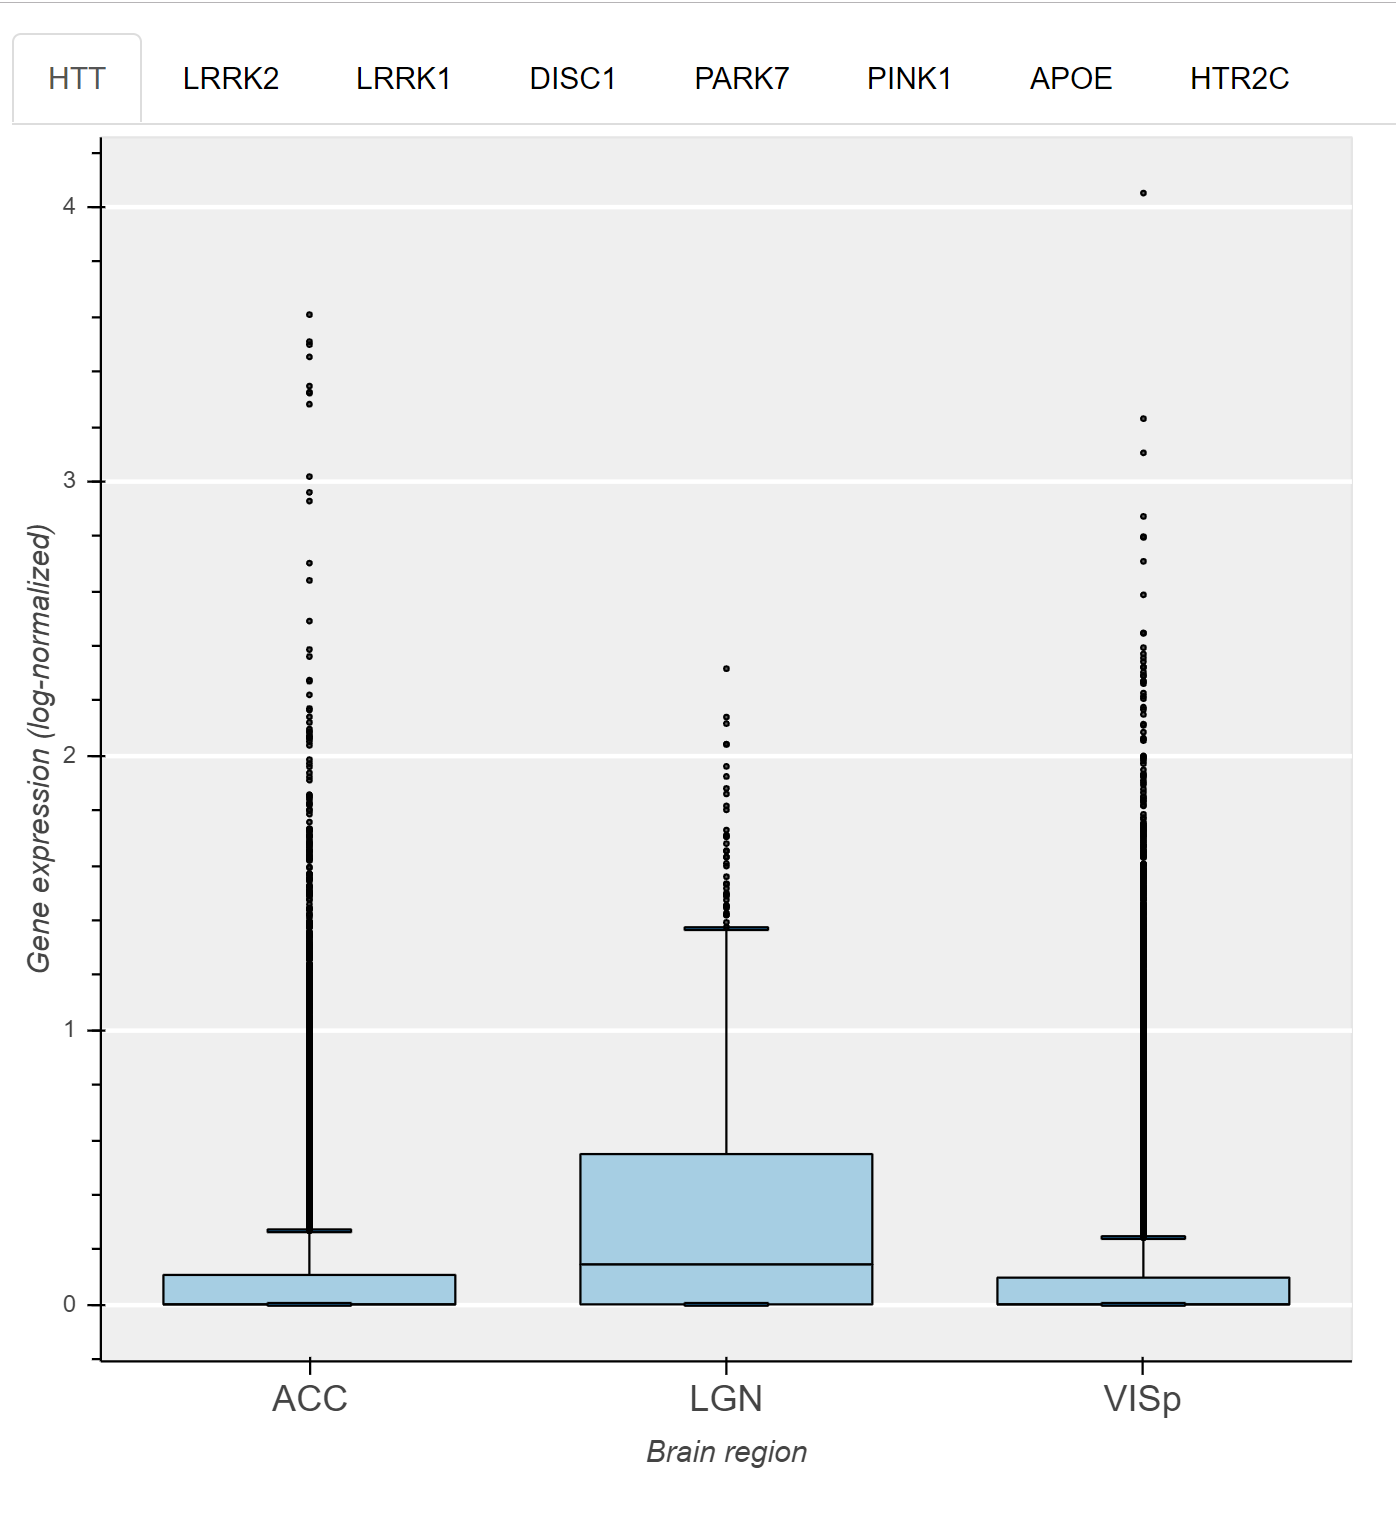 HTT LRRK2 LRRK1 DISC1 PARK7 PINK1 APOE HTR2C
Gene expression (log-normalized)
4
3
2
1
0
ACC LGN VISp
Brain region